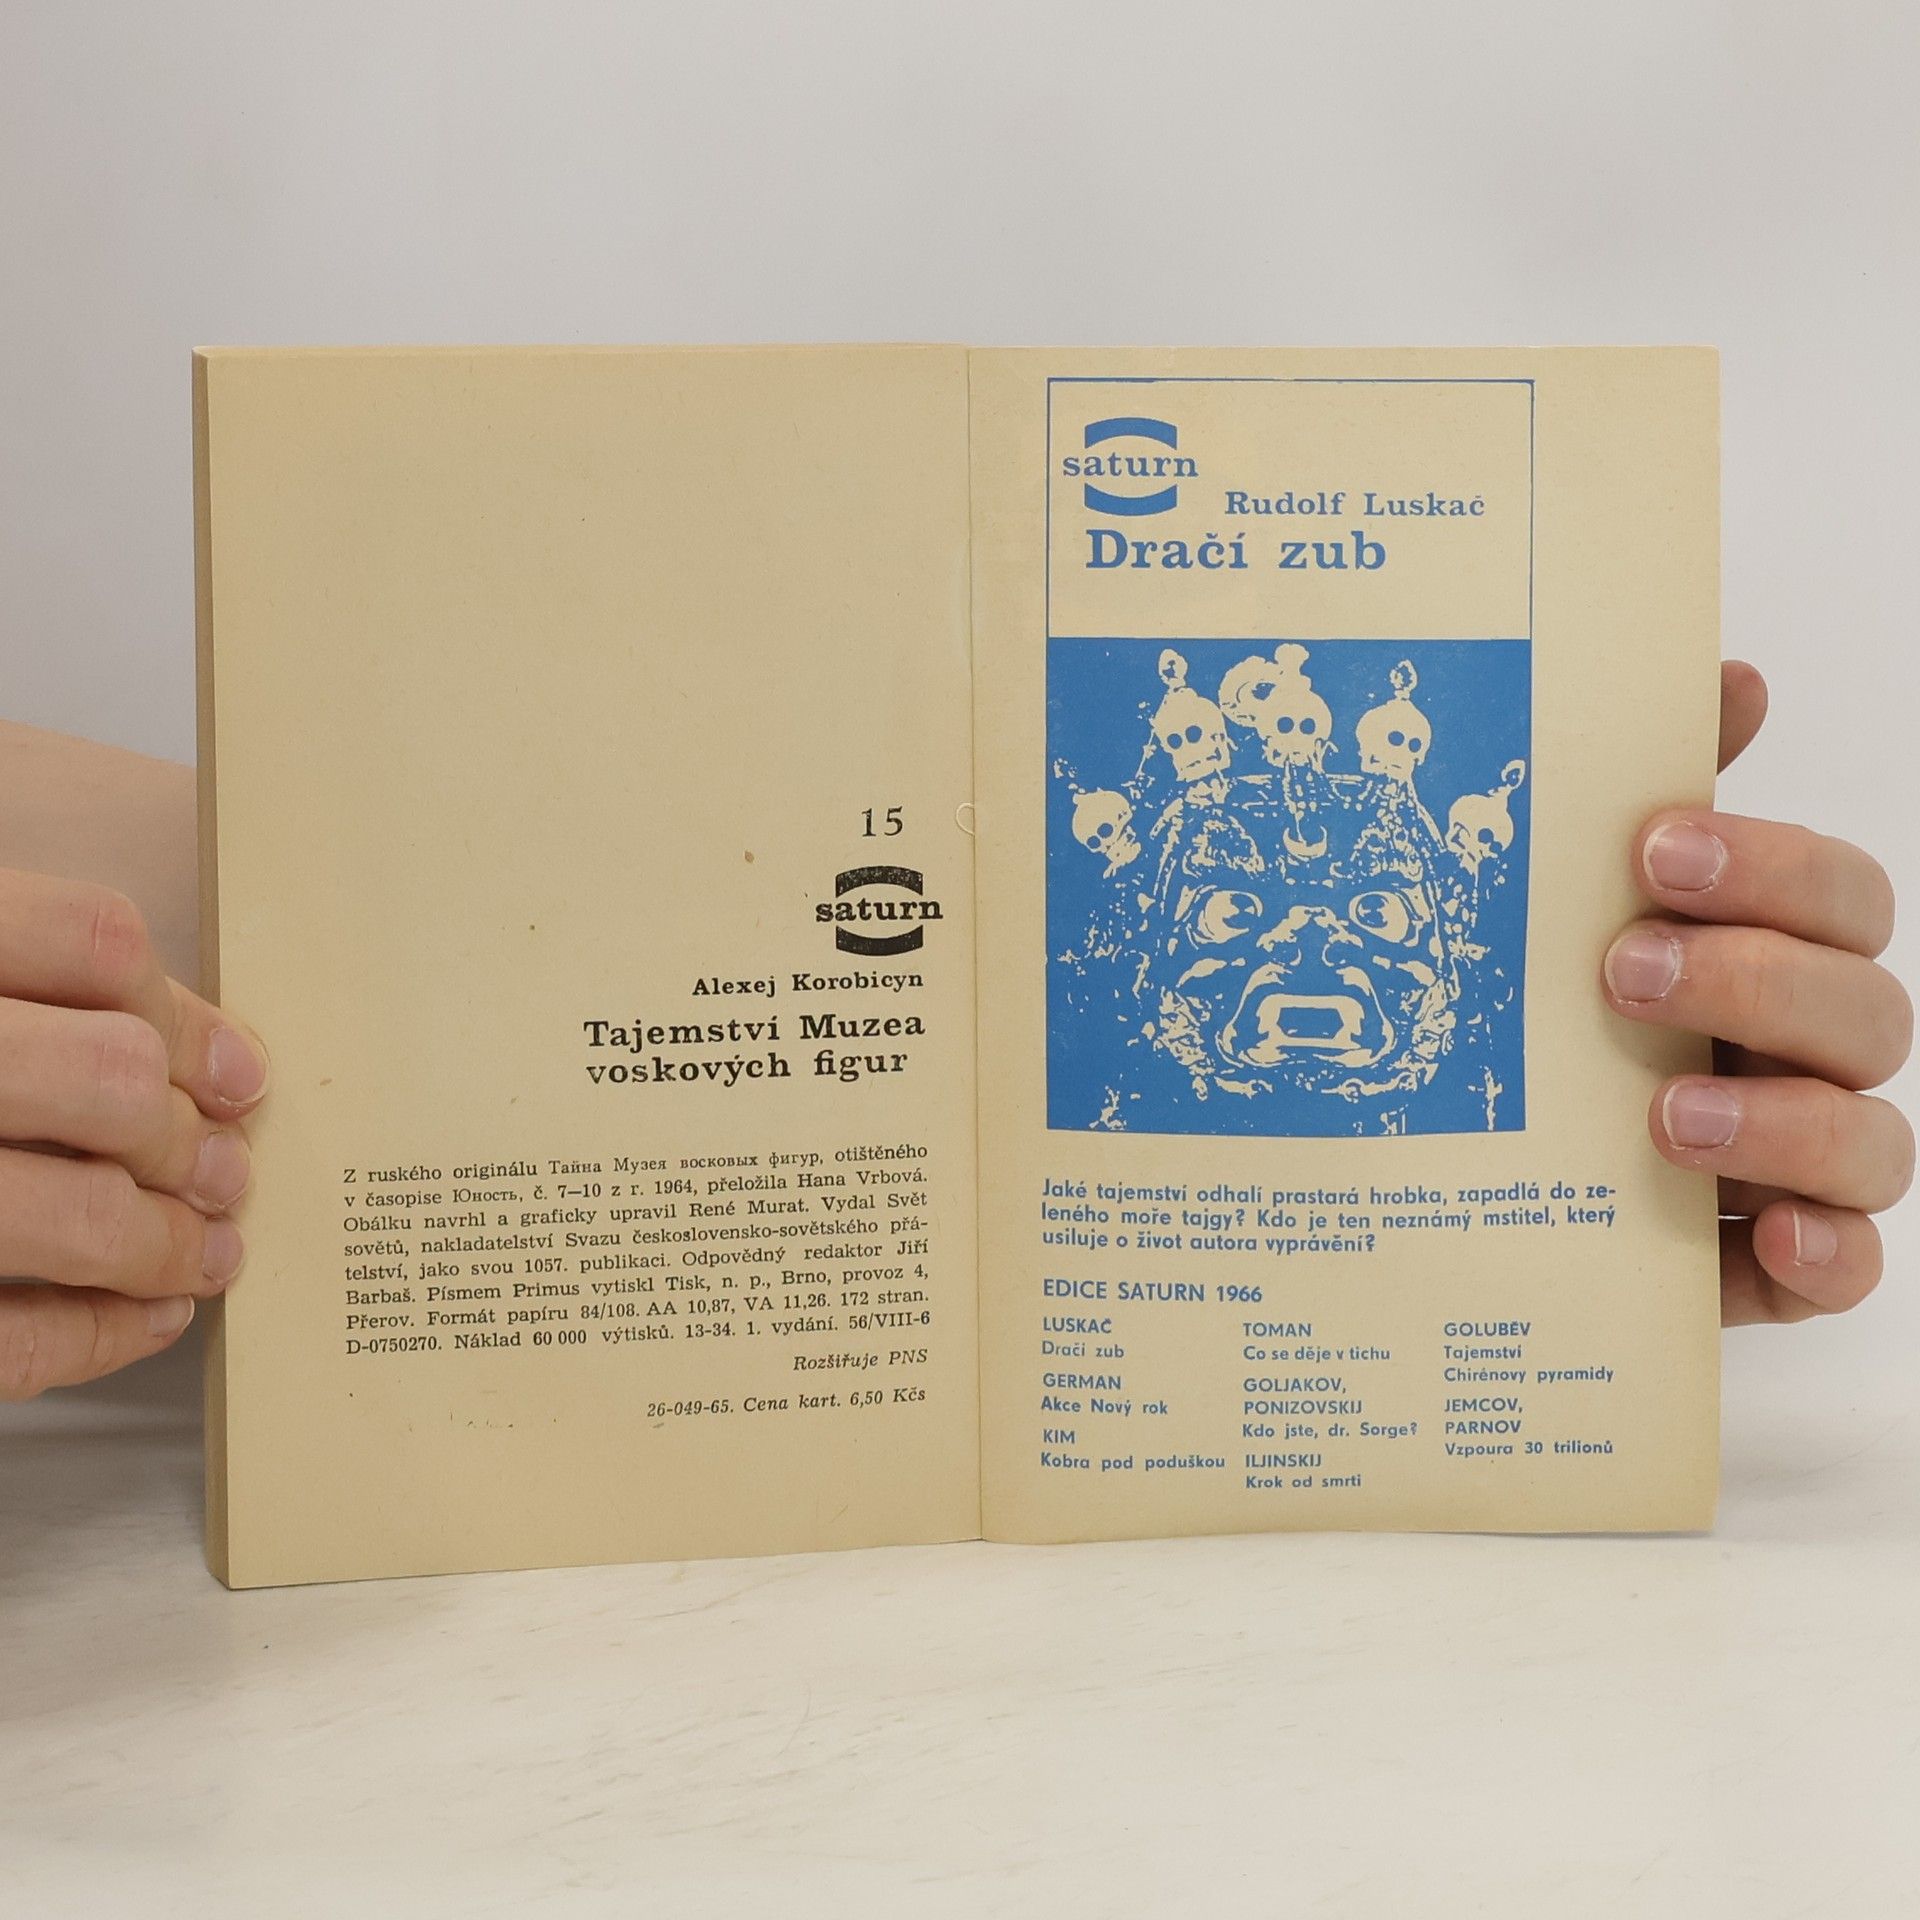 15
saturn
Alexej Korobicyn
Tajemství Muzea
voskových figur
Z ruského originálu Тайна Музея восковых фигур, otištěného
v časopise Юность, č. 7—10 z r. 1964, přeložila Hana Vrbová.
Obálku navrhl a graficky upravil René Murat. Vydal Svět
sovětů, nakladatelství Svazu československo-sovětského přá-
telství, jako svou 1057. publikaci. Odpovědný redaktor Jiří
Barbaš. Písmem Primus vytiskl Tisk, n. p., Brno, provoz 4,
Přerov. Formát papíru 84/108. AA 10,87, VA 11,26. 172 stran.
D-0750270. Náklad 60 000 výtisků. 13-34. 1. vydání. 56/VIII-6
Rozšiřuje PNS
26-049-65. Cena kart. 6,50 Kčs
saturn
Rudolf Luskač
Dračí zub
Jaké tajemství odhalí prastará hrobka, zapadlá do ze-
leného moře tajgy? Kdo je ten neznámý mstitel, který
usiluje o život autora vyprávění?
EDICE SATURN 1966
LUSKAČ
Dračí zub
GERMAN
Akce Nový rok
KIM
Kobra pod poduškou
TOMAN
Co se děje v tichu
GOLJAKOV,
PONIZOVSKIJ
Kdo jste, dr. Sorge?
ILJINSKIJ
Krok od smrti
GOLUBĚV
Tajemství
Chirénovy pyramidy
JEMCOV,
PARNOV
Vzpoura 30 trilionů